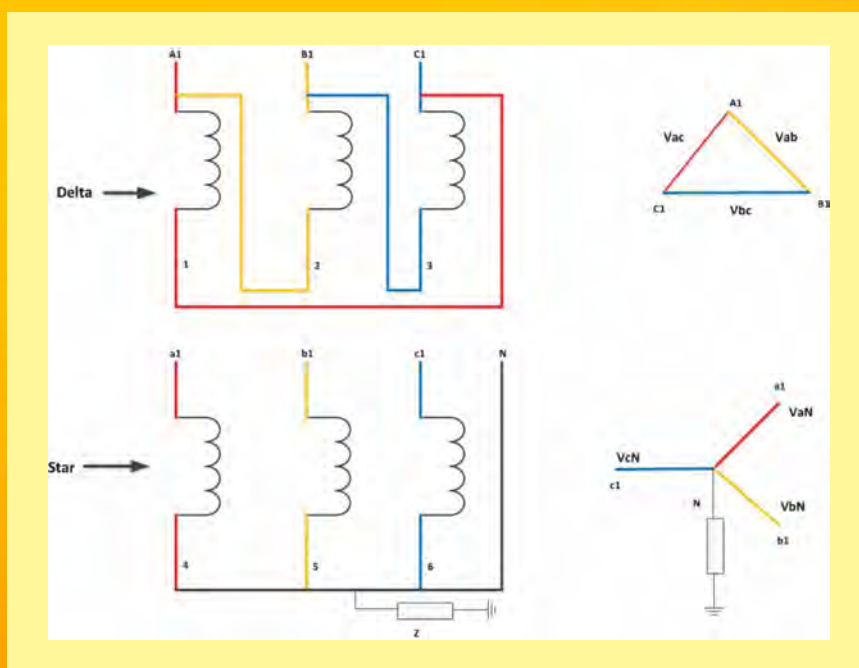 A1 B1 C1
Delta
1 2 3
A1
Vac Vab
C1 B1
Vbc
a1 b1 c1 N
Star
4 5 6
Z
a1
VaN
VcN
c1
N
VbN
b1